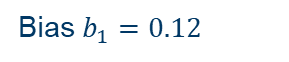 Bias b₁ = 0.12